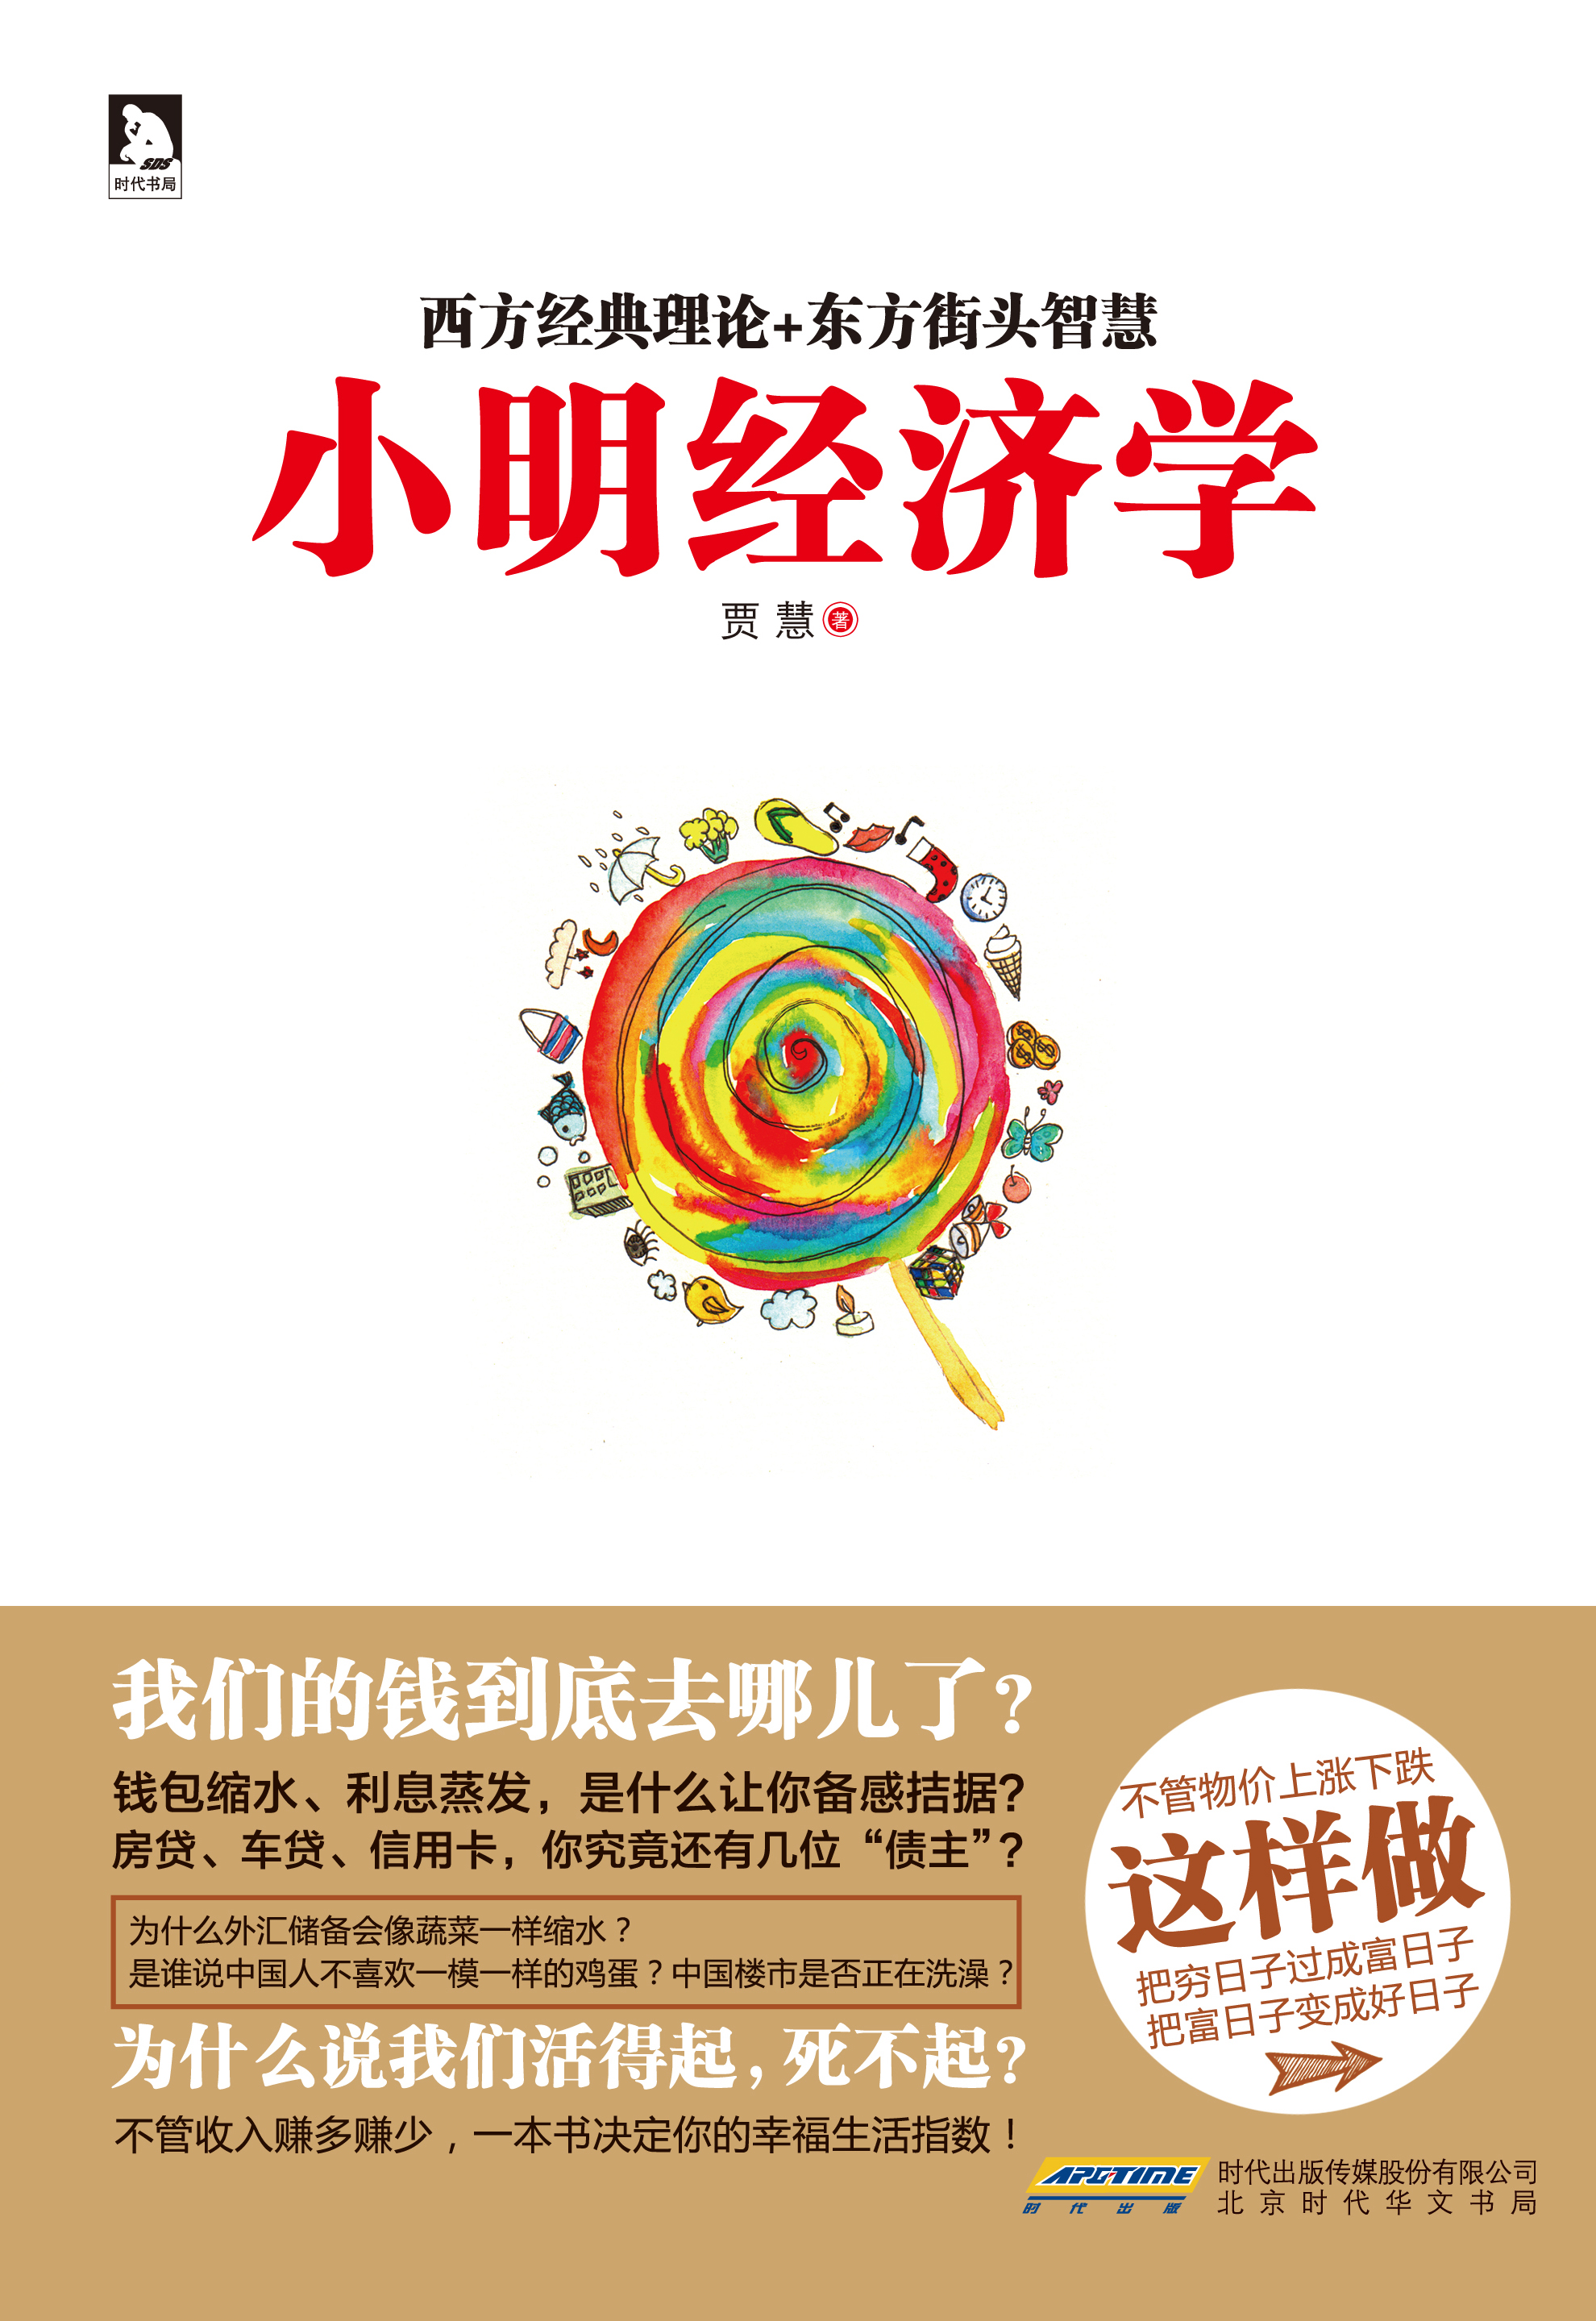 SDS
时代书局
西方经典理论+东方街头智慧
小明经济学
贾 慧 著
我们的钱到底去哪儿了?
钱包缩水、利息蒸发，是什么让你备感拮据?
房贷、车贷、信用卡，你究竟还有几位“债主”?
为什么外汇储备会像蔬菜一样缩水？
是谁说中国人不喜欢一模一样的鸡蛋？中国楼市是否正在洗澡？
为什么说我们活得起，死不起?
不管收入赚多赚少，一本书决定你的幸福生活指数！
不管物价上涨下跌
这样做
把穷日子过成富日子
把富日子变成好日子
APGTIME
时代出版
时代出版传媒股份有限公司
北京时代华文书局